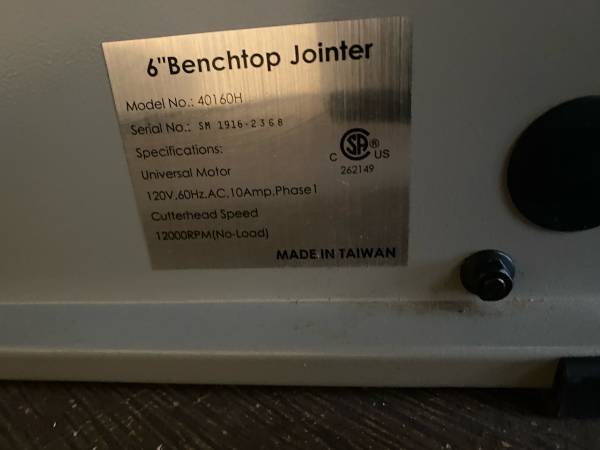 6"Benchtop Jointer
Model No.: 40160H
Serial No.: SM 1916-2368
Specifications:
Universal Motor
120V,60Hz,AC,10Amp,Phase1
Cutterhead Speed
12000RPM(No-Load)
C SA ® US
262149
MADE IN TAIWAN